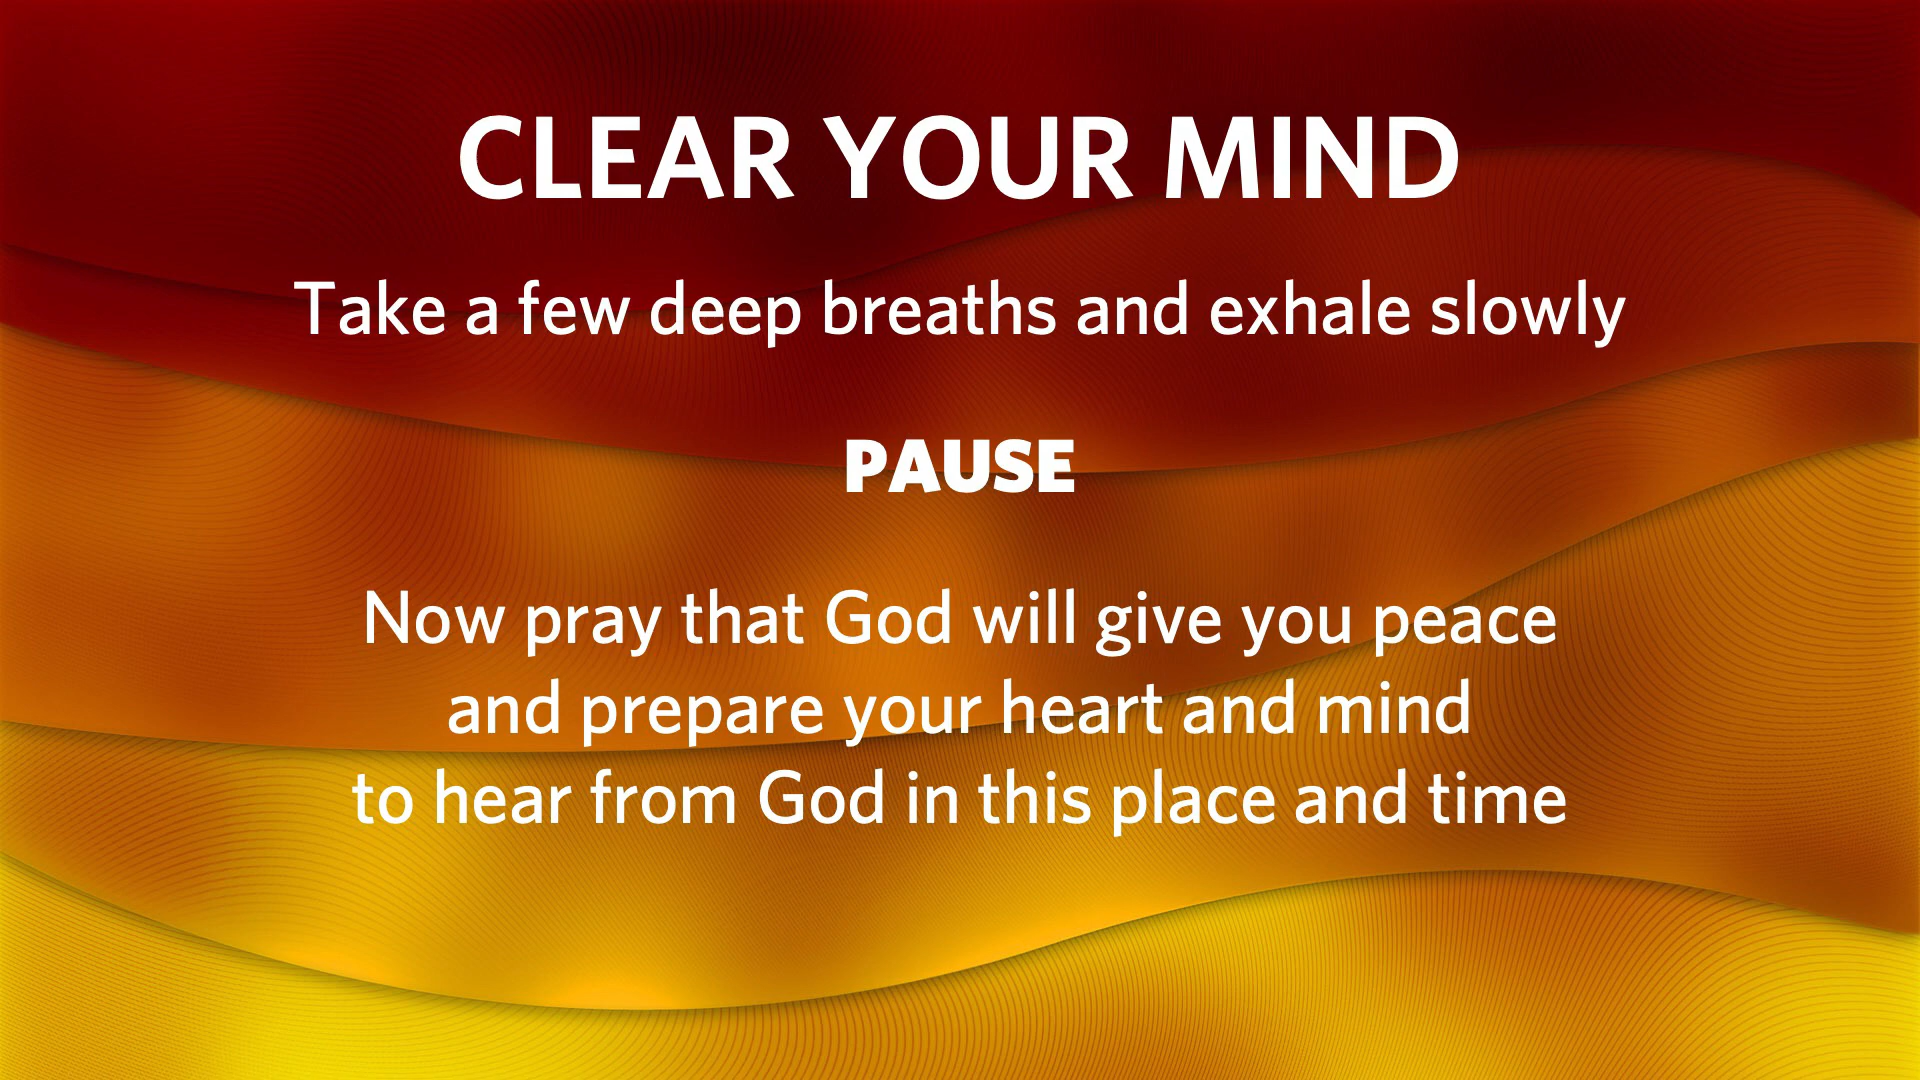 CLEAR YOUR MIND
Take a few deep breaths and exhale slowly
PAUSE
Now pray that God will give you peace
and prepare your heart and mind
to hear from God in this place and time